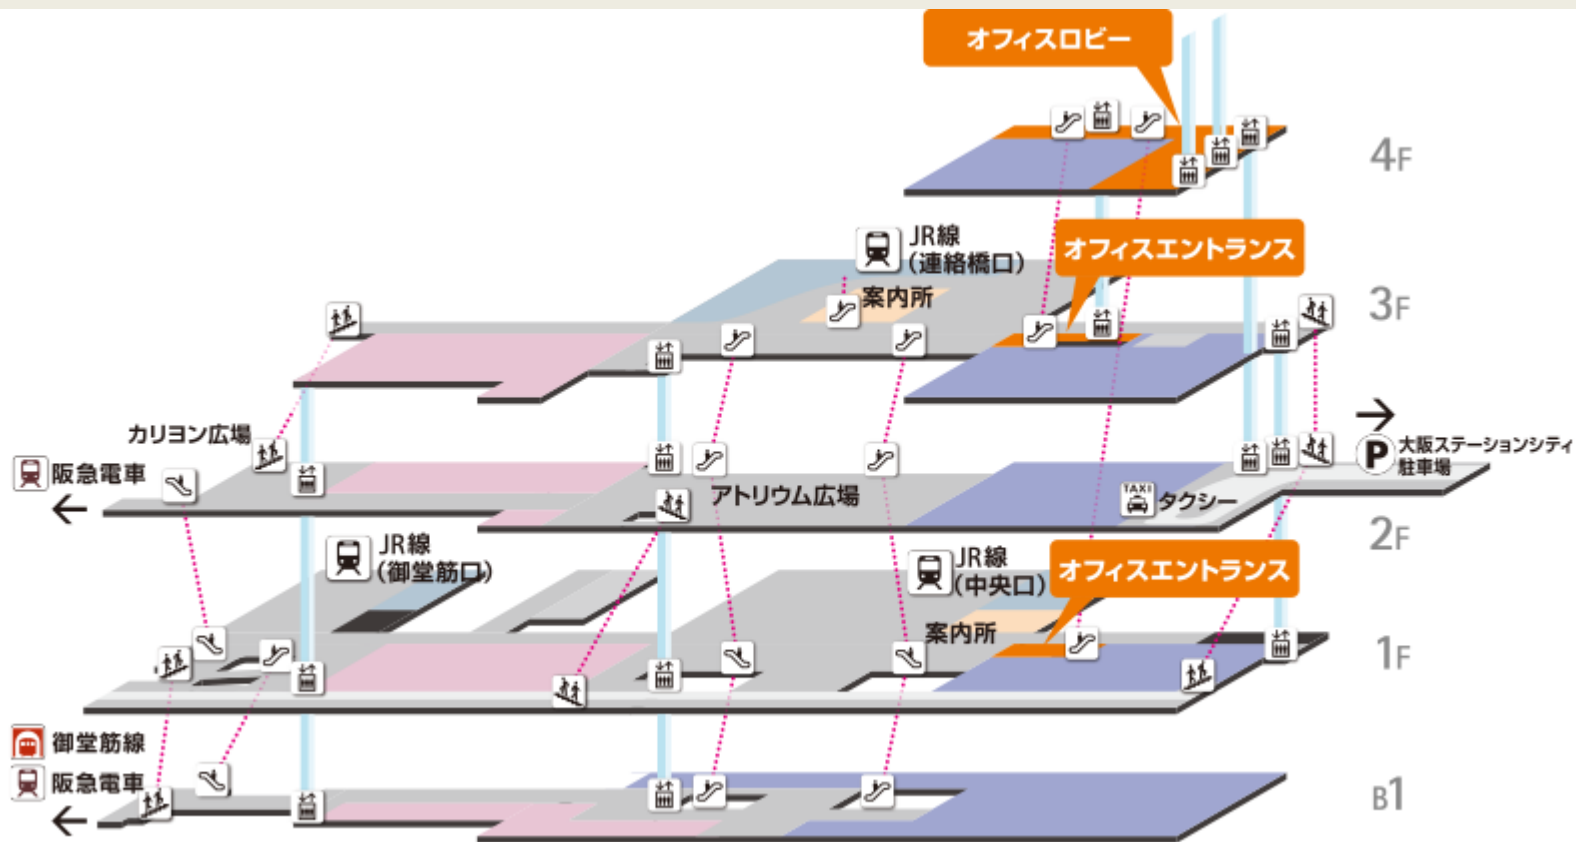 オフィスロビー
4F
JR線
(連絡橋口)
オフィスエントランス
案内所
3F
カリヨン広場
阪急電車
アトリウム広場
TAXI
タクシー
P
大阪ステーションシティ
駐車場
2F
JR線
(御堂筋口)
JR線
(中央口)
オフィスエントランス
案内所
1F
御堂筋線
阪急電車
B1